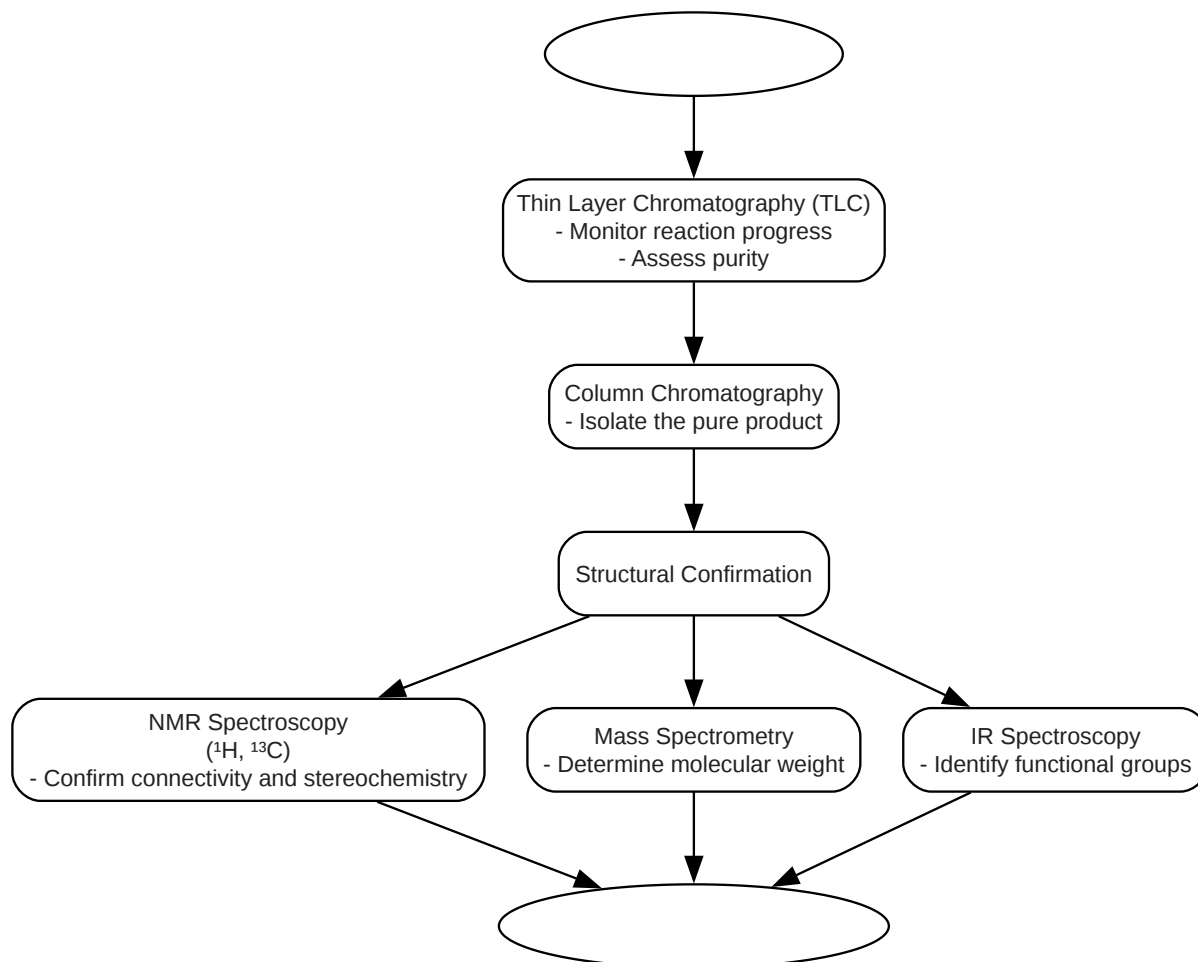 Thin Layer Chromatography (TLC)
- Monitor reaction progress
- Assess purity
Column Chromatography
- Isolate the pure product
Structural Confirmation
NMR Spectroscopy
(¹H, ¹³C)
- Confirm connectivity and stereochemistry
Mass Spectrometry
- Determine molecular weight
IR Spectroscopy
- Identify functional groups